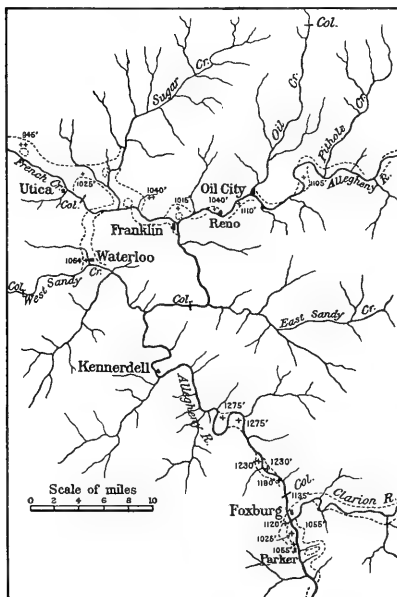 Col.
Sugar
Cr.
Oil
Cr.
Pithole
Cr.
945'
French Cr.
1025'
1040'
1015'
Oil City
1040'
1110'
1105'
Allegheny
R.
Utica
Col.
Reno
Franklin
1064'
Waterloo
Cr.
Col.
West Sandy
Col.
East Sandy
Cr.
Kennerdell
Allegheny
R.
1275'
1275'
1230'
1230'
1180'
Scale of miles
0 2 4 6 8 10
Col.
1135'
Clarion R.
Foxburg
1120'
1055'
1025'
1055'
Parker